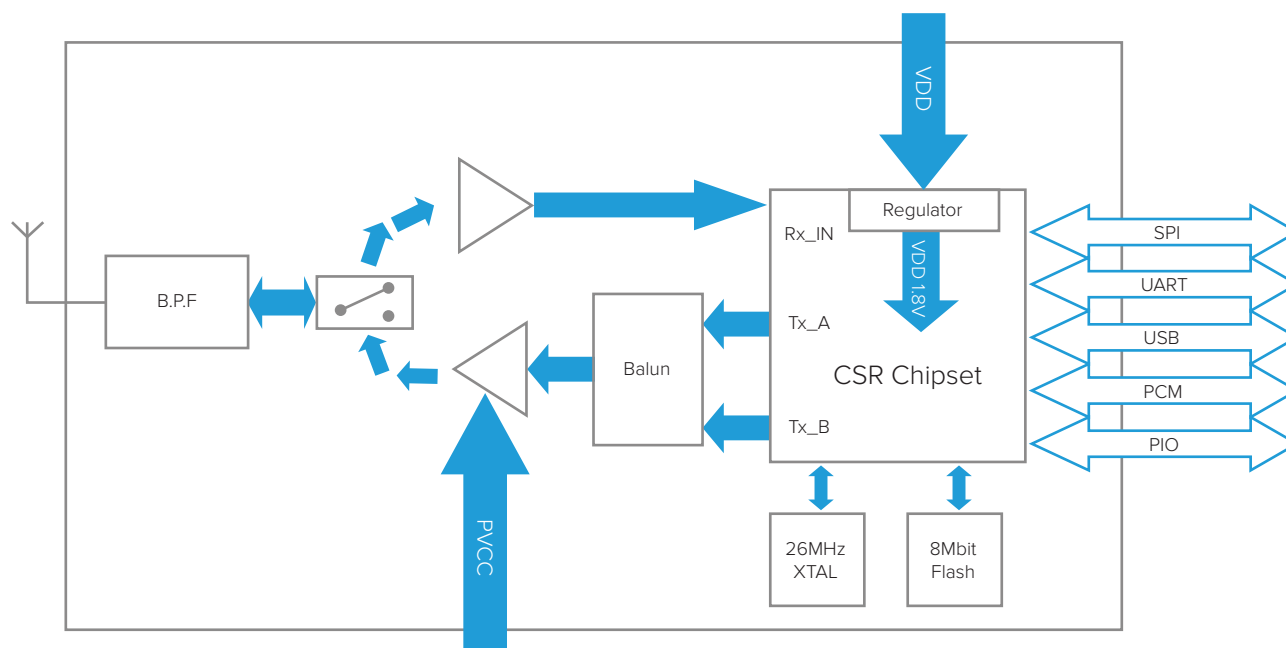 VDD
Regulator
Rx_IN
VDD 1.8V
SPI
B.P.F
UART
Tx_A
USB
Balun
CSR Chipset
PCM
Tx_B
PIO
PVCC
26MHz
XTAL
8Mbit
Flash